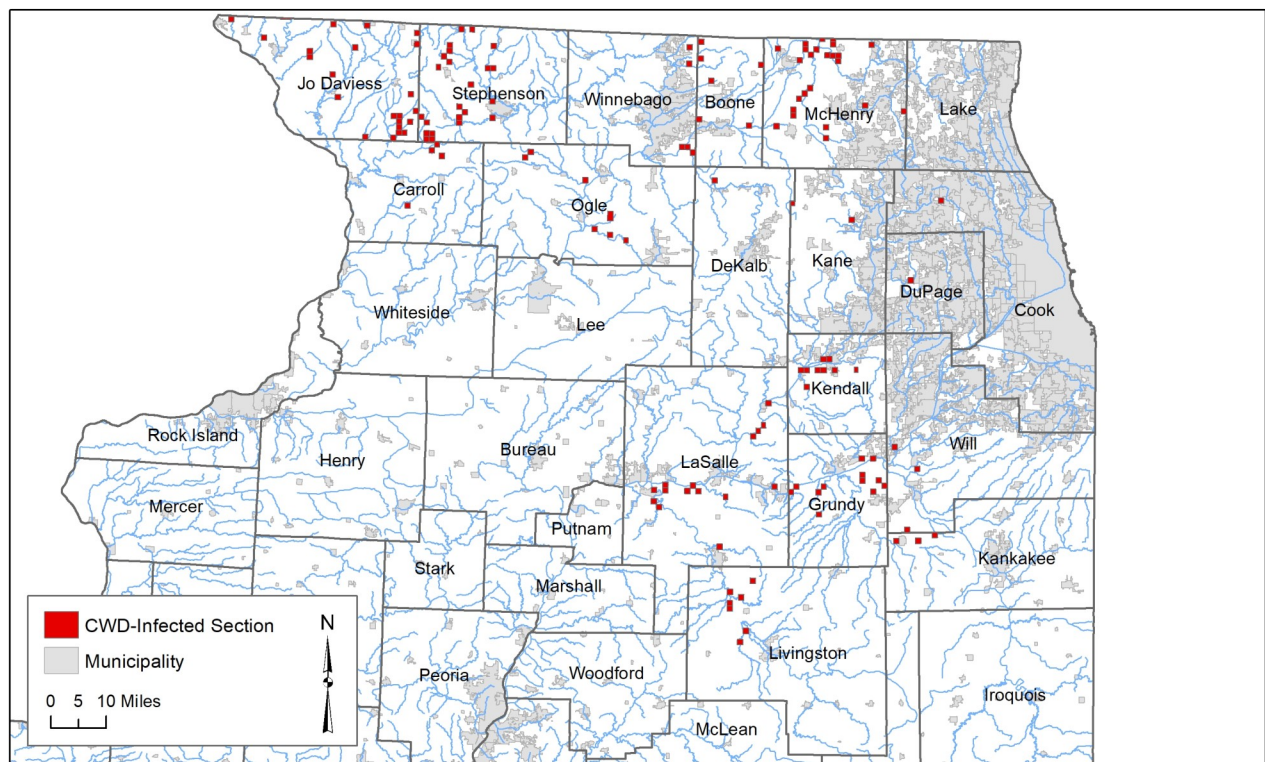 Jo Daviess
Stephenson
Winnebago
Boone
McHenry
Lake
Carroll
Ogle
DeKalb
Kane
DuPage
Cook
Whiteside
Lee
Kendall
Rock Island
Henry
Bureau
LaSalle
Will
Mercer
Putnam
Grundy
Kankakee
Stark
Marshall
Peoria
Woodford
Livingston
Iroquois
McLean
CWD-Infected Section
Municipality
N
0 5 10 Miles